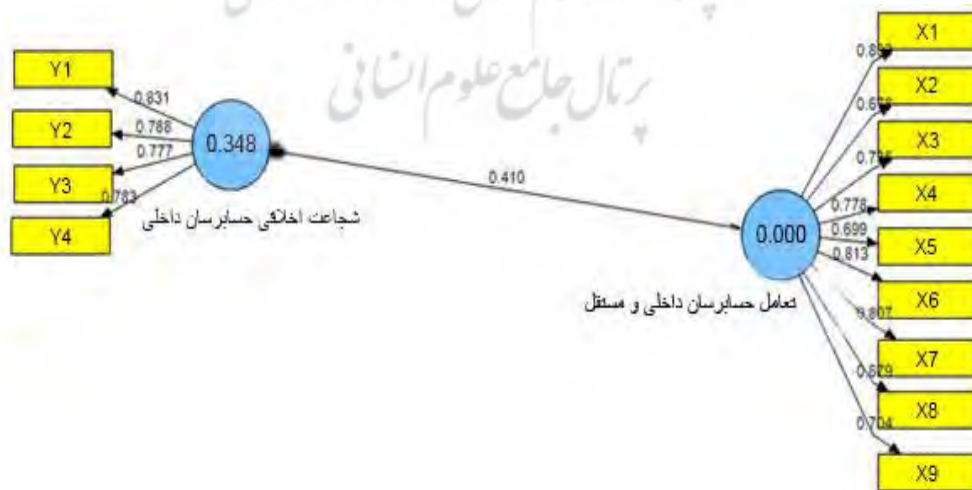 پرتال جامع علوم انسانی
X1
Y1
0.831
X2
Y2
0.788
0.348
X3
Y3
0.777
0.410
0.778
X4
0.783
Y4
شجاعت اخلاقی حسابرسان داخلی
0.000
0.699
X5
0.813
تعامل حسابرسان داخلی و مستقل
X6
0.807
X7
X8
0.704
X9